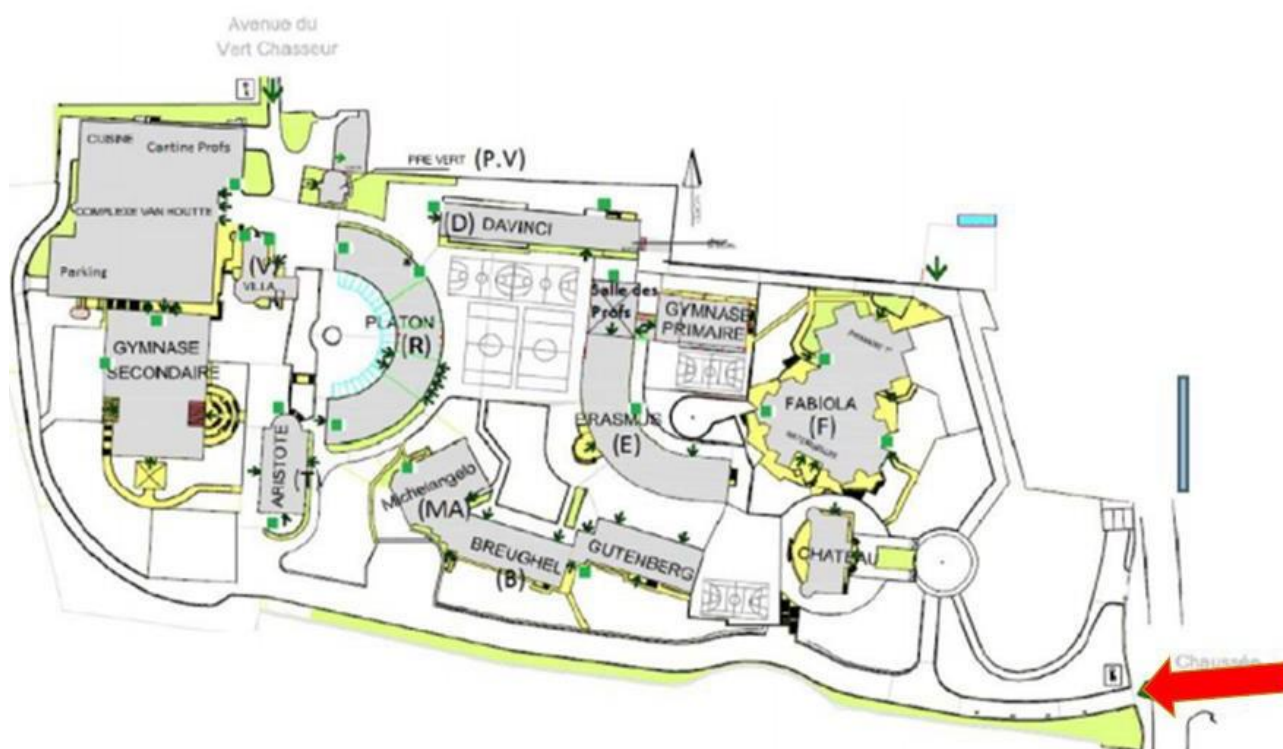 Avenue du
Vert Chasseur
CUISINE
Cantine Profs
PRE VERT (P.V)
COMPLEXE VAN HOUTTE
(D) DAVINCI
Parking
(V)
VILLA
Salle des
Profs
GYMNASE
PRIMAIRE
PLATON
(R)
GYMNASE
SECONDAIRE
FABIOLA
(F)
MATERNELLES
ERASMUS
(E)
ARISTOTE
(T)
Michelangelo
(MA)
BREUGHEL
(B)
GUTENBERG
CHATEAU
Chaussée